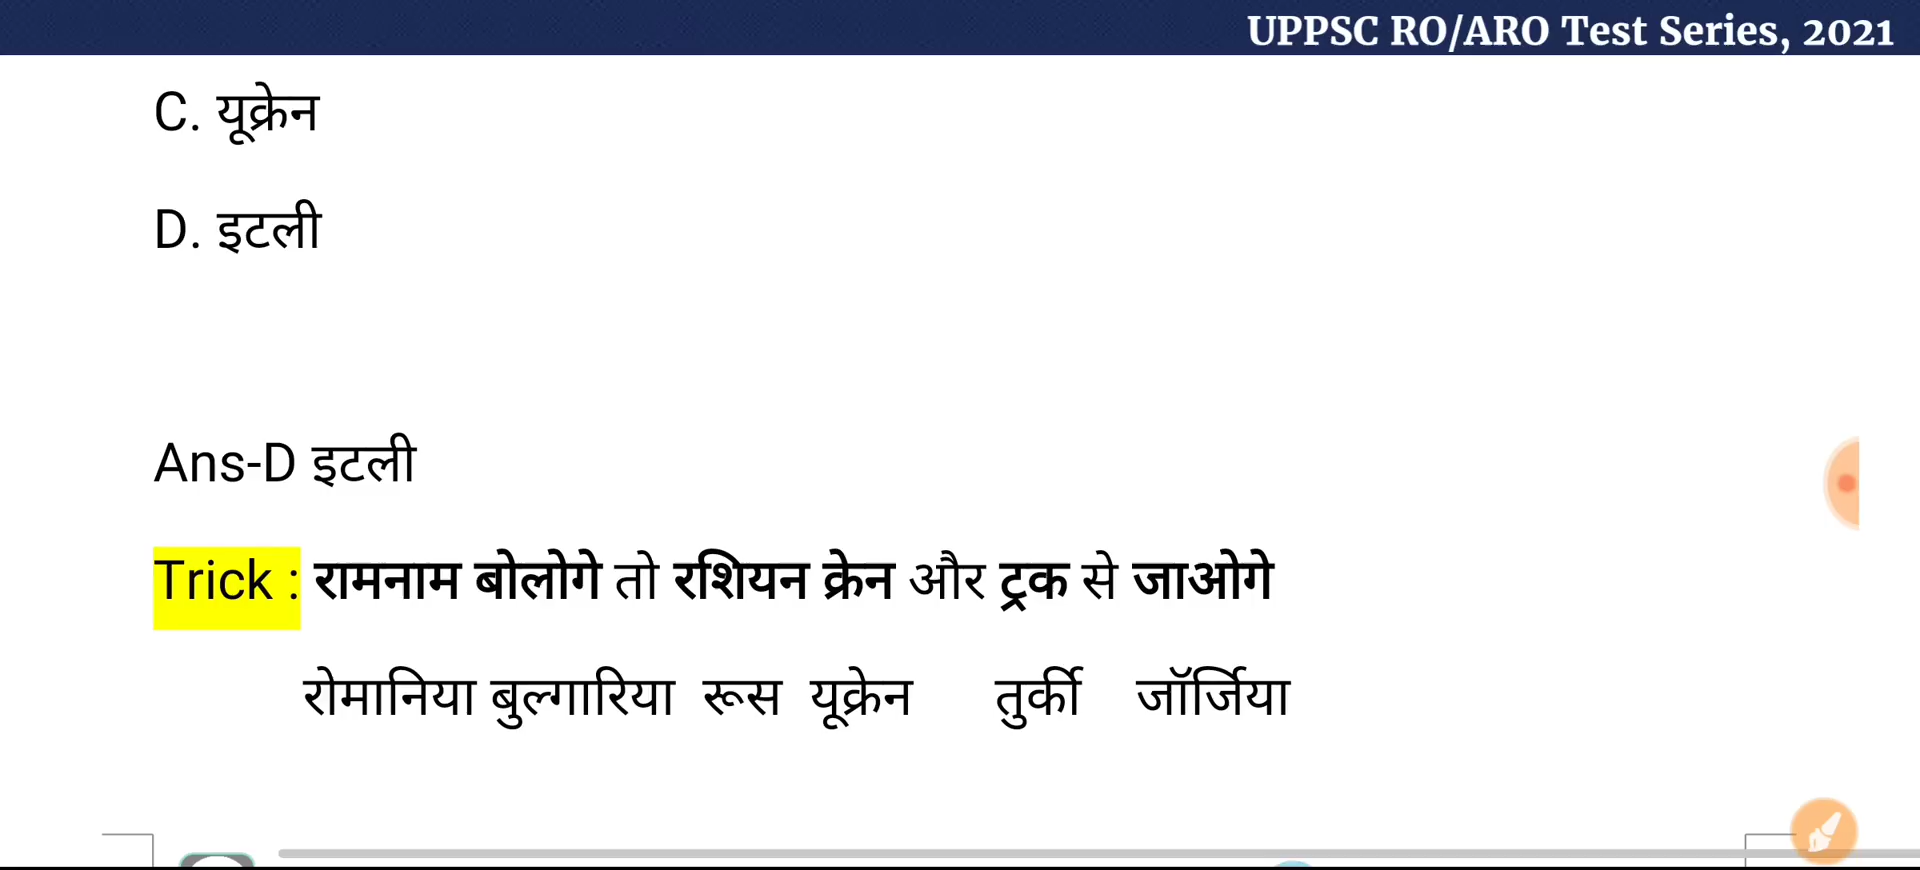 UPPSC RO/ARO Test Series, 2021
C. यूक्रेन
D. इटली
Ans-D इटली
Trick : रामनाम बोलोगे तो रशियन क्रेन और ट्रक से जाओगे
रोमानिया बुल्गारिया रूस यूक्रेन तुर्की जॉर्जिया